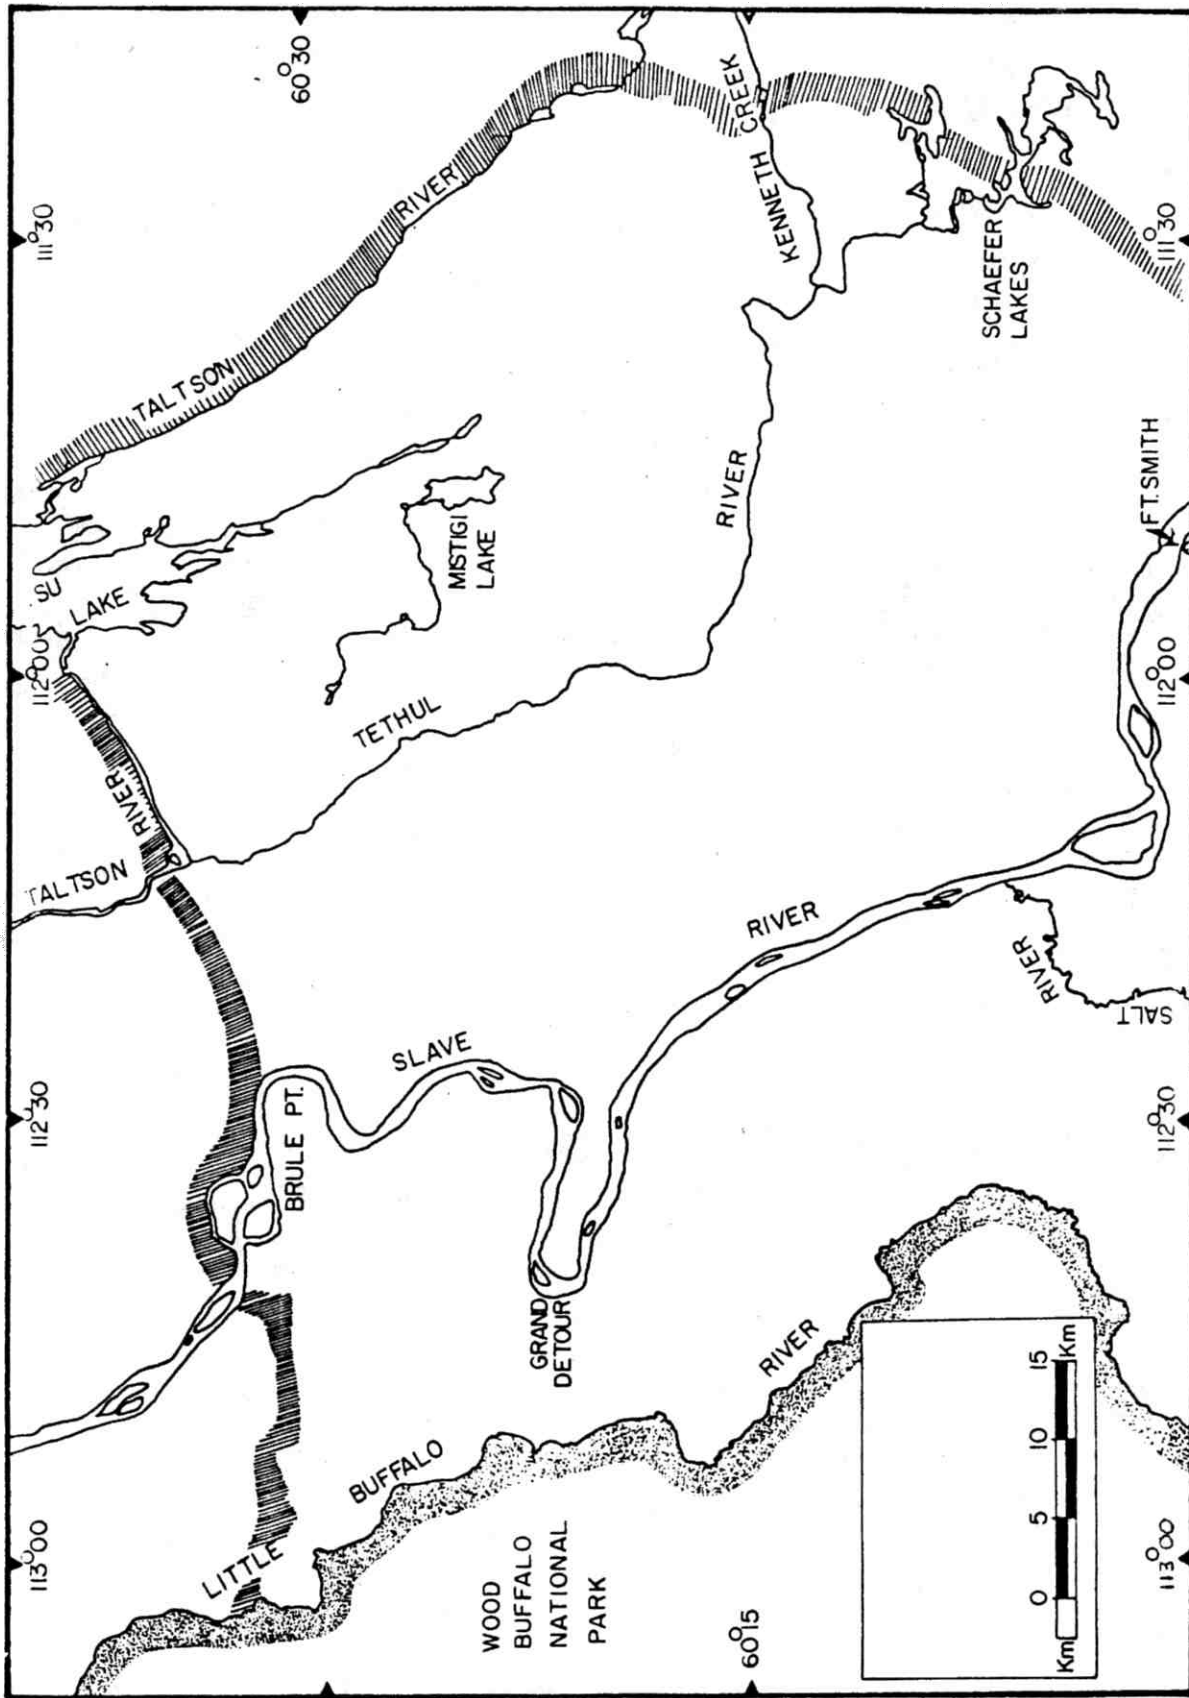 113°00
112°30
112°00
111°30
TALTSON
RIVER
SU
LAKE
TALTSON
RIVER
60°30
LITTLE
BUFFALO
RIVER
BRULE PT.
SLAVE
RIVER
TETHUL
RIVER
MISTIGI
LAKE
KENNETH CREEK
GRAND
DETOUR
WOOD
BUFFALO
NATIONAL
PARK
60°15
SCHAEFER
LAKES
SALT
RIVER
FT. SMITH
Km 0 5 10 15 Km
113°00
112°30
112°00
111°30